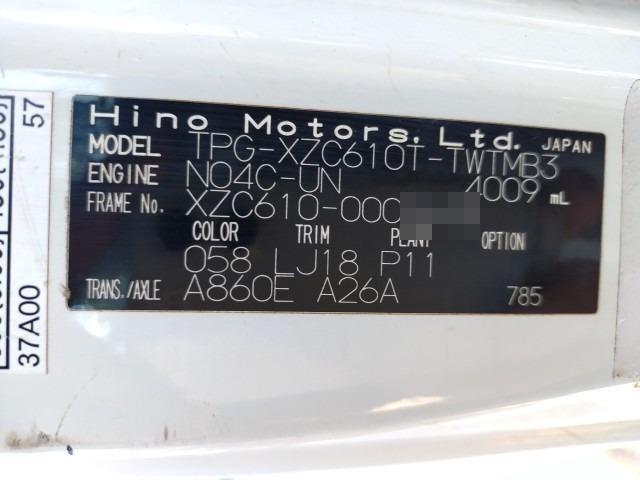 Hino Motors, Ltd. JAPAN
MODEL TPG-XZC610T-TWTMB3
ENGINE N04C-UN 4009 mL
FRAME No. XZC610-000
COLOR TRIM PLANT OPTION
058 LJ18 P11
TRANS./AXLE A860E A26A 785
57
37A00